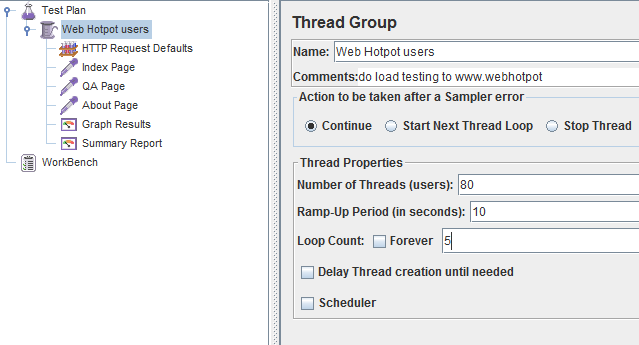 Test Plan
Web Hotpot users
HTTP Request Defaults
Index Page
QA Page
About Page
Graph Results
Summary Report
WorkBench
Thread Group
Name: Web Hotpot users
Comments: do load testing to www.webhotpot
Action to be taken after a Sampler error
Continue Start Next Thread Loop Stop Thread
Thread Properties
Number of Threads (users): 80
Ramp-Up Period (in seconds): 10
Loop Count: Forever 5
Delay Thread creation until needed
Scheduler